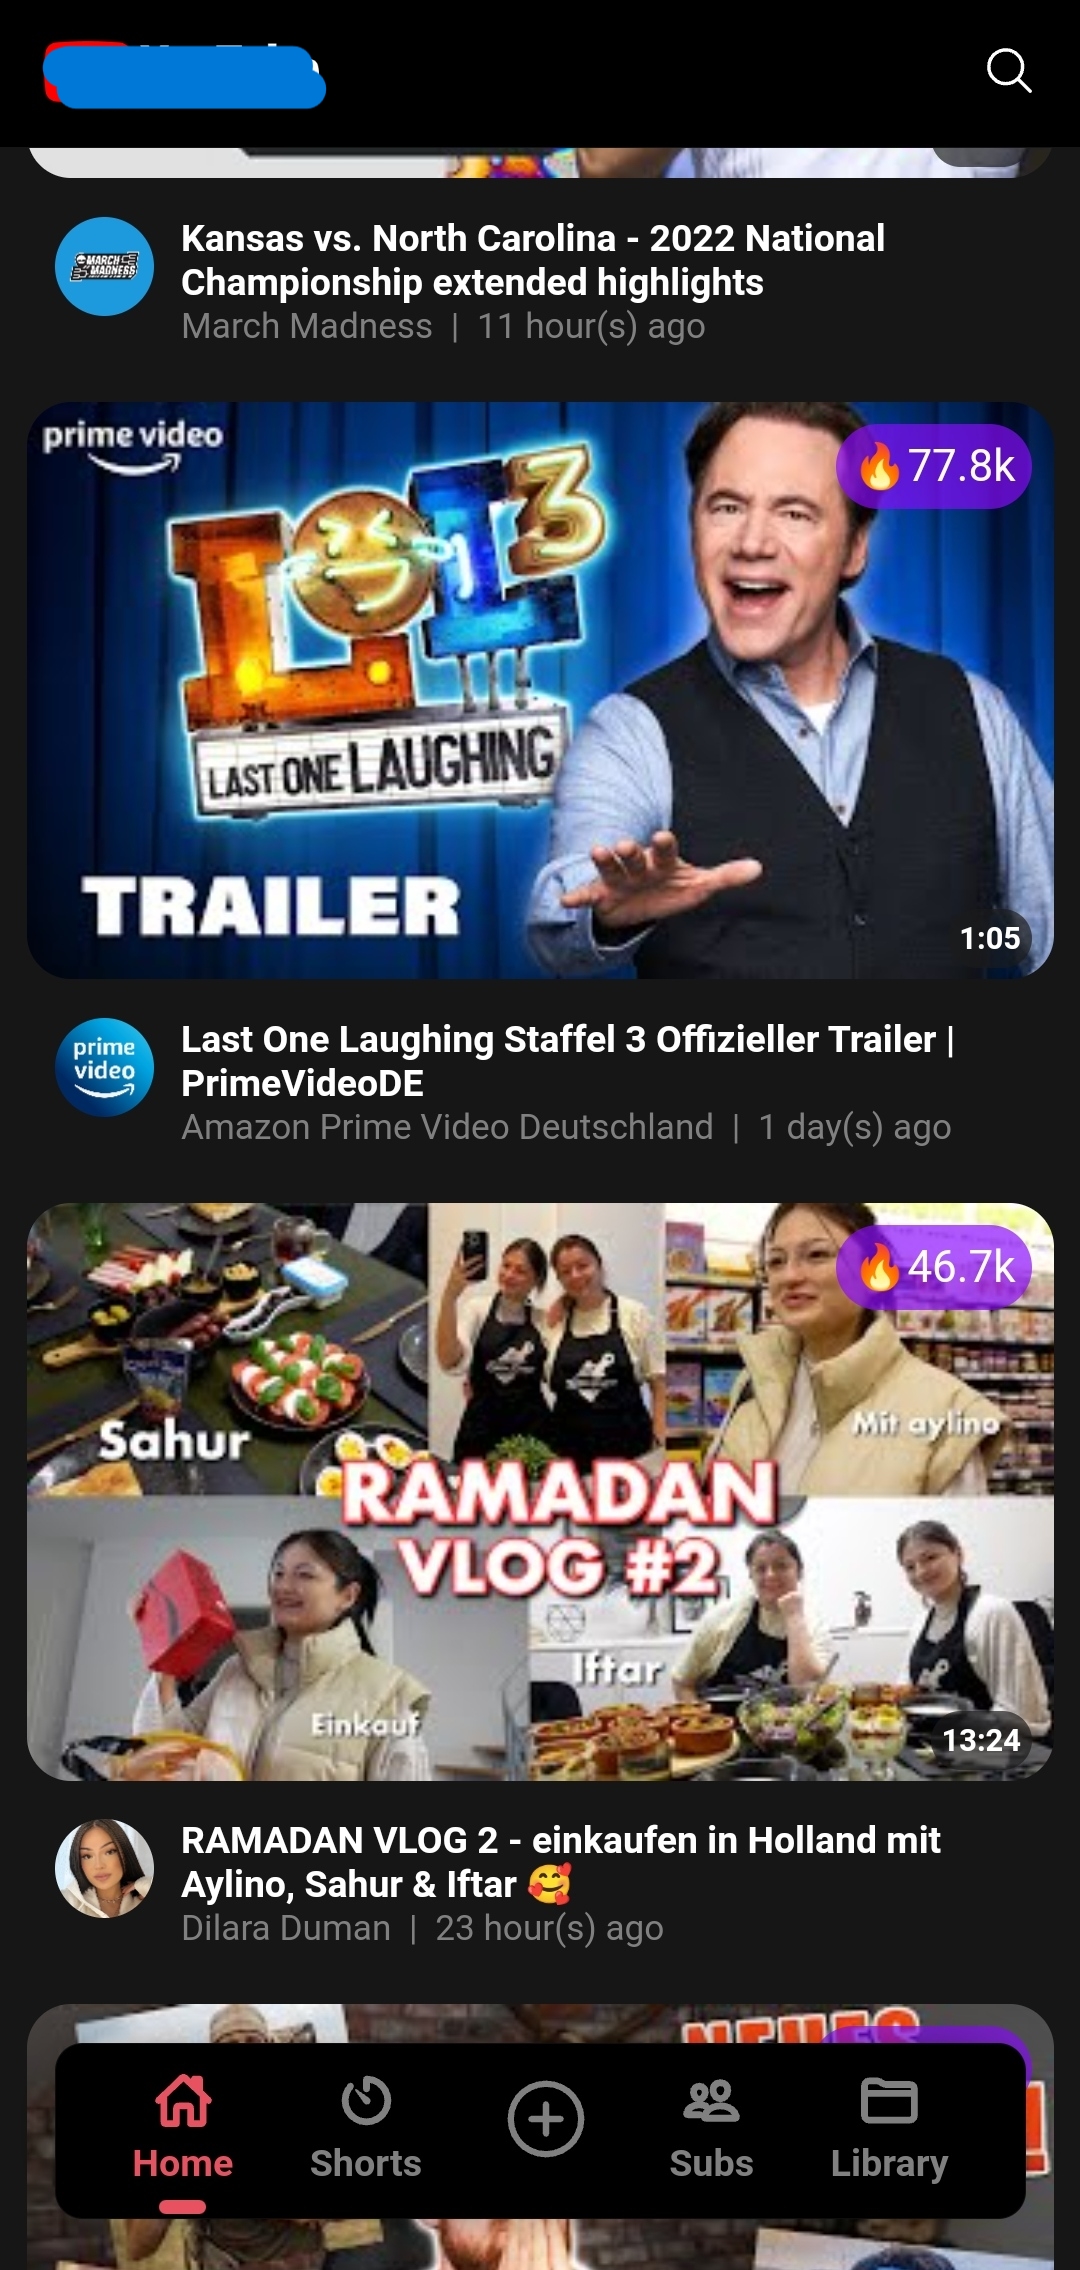 MARCH
MADNESS
Kansas vs. North Carolina - 2022 National
Championship extended highlights
March Madness | 11 hour(s) ago
prime video
🔥77.8k
LOL3
LAST ONE LAUGHING
TRAILER
1:05
prime
video
Last One Laughing Staffel 3 Offizieller Trailer |
PrimeVideoDE
Amazon Prime Video Deutschland | 1 day(s) ago
🔥46.7k
Sahur
Mit aylino
RAMADAN
VLOG #2
Iftar
Einkauf
13:24
RAMADAN VLOG 2 - einkaufen in Holland mit
Aylino, Sahur & Iftar 🥰
Dilara Duman | 23 hour(s) ago
NEUES
Home
Shorts
Subs
Library